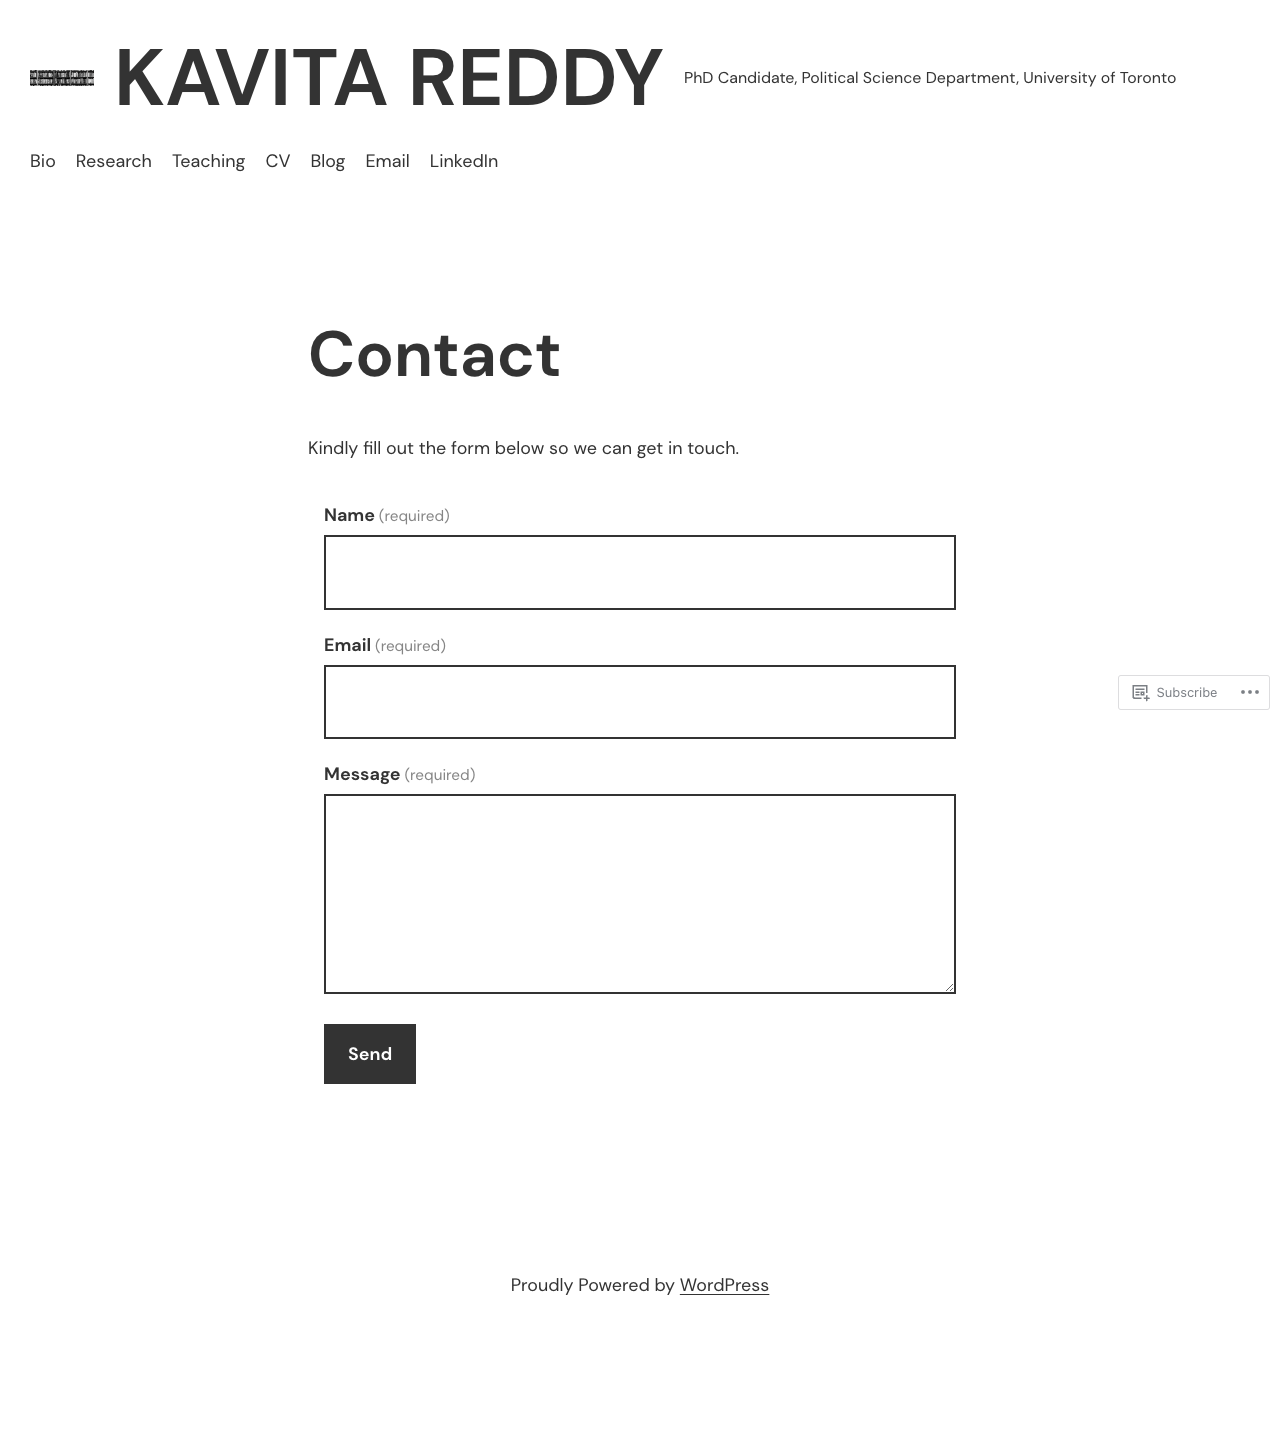 KAVITA REDDY
PhD Candidate, Political Science Department, University of Toronto
Bio Research Teaching CV Blog Email LinkedIn
Contact
Kindly fill out the form below so we can get in touch.
Name (required)
Email (required)
Subscribe
Message (required)
Send
Proudly Powered by WordPress